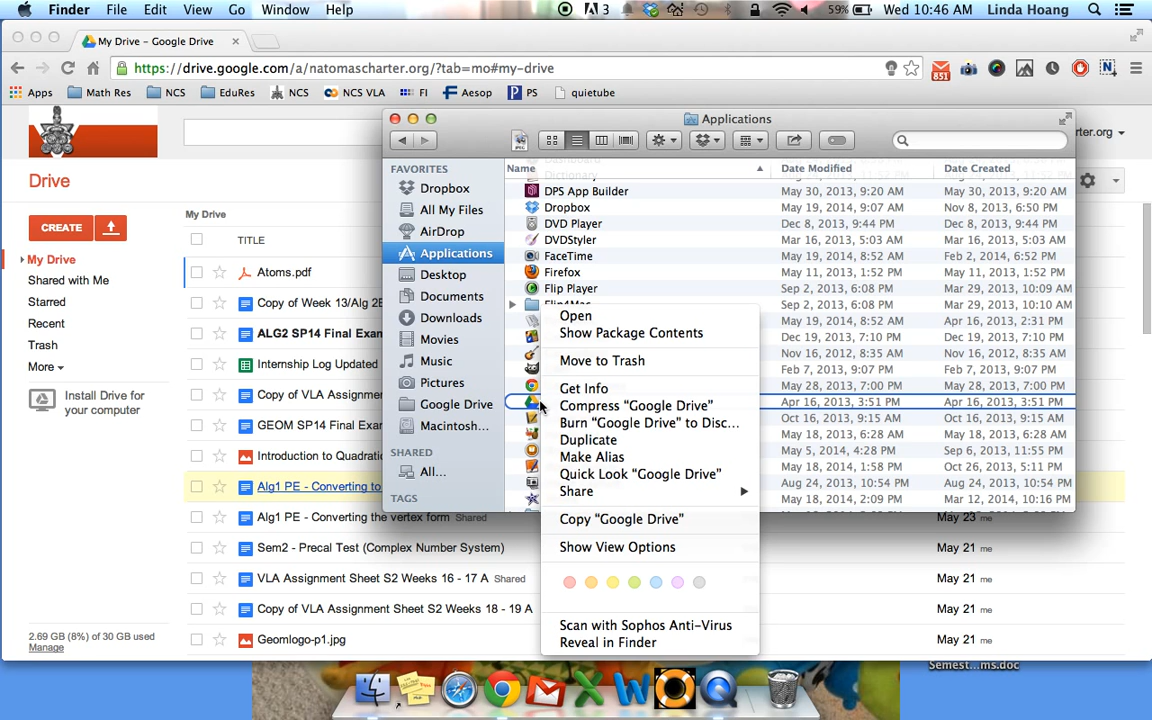 Finder File Edit View Go Window Help 3 59% Wed 10:46 AM Linda Hoang
My Drive - Google Drive
https://drive.google.com/a/natomascharter.org/?tab=mo#my-drive 851
Apps Math Res NCS EduRes NCS NCS VLA FI Aesop PS quietube
Applications
rter.org
Drive
CREATE
My Drive
Shared with Me
Starred
Recent
Trash
More
Install Drive for
your computer
2.69 GB (8%) of 30 GB used
Manage
My Drive
TITLE
Atoms.pdf
Copy of Week 13/Alg 2E
ALG2 SP14 Final Exam
Internship Log Updated
Copy of VLA Assignment
GEOM SP14 Final Exam
Introduction to Quadratic
Alg1 PE - Converting to
Alg1 PE - Converting the vertex form Shared May 23 me
Sem2 - Precal Test (Complex Number System) May 21 me
VLA Assignment Sheet S2 Weeks 16 - 17 A Shared May 21 me
Copy of VLA Assignment Sheet S2 Weeks 18 - 19 A May 21 me
Geomlogo-p1.jpg May 21 me
FAVORITES
Dropbox
All My Files
AirDrop
Applications
Desktop
Documents
Downloads
Movies
Music
Pictures
Google Drive
Macintosh...
SHARED
All...
TAGS
Name Date Modified Date Created
Dictionary
DPS App Builder May 30, 2013, 9:20 AM May 30, 2013, 9:20 AM
Dropbox May 19, 2014, 9:07 AM Nov 8, 2013, 6:50 PM
DVD Player Dec 8, 2013, 9:44 PM Dec 8, 2013, 9:44 PM
DVDStyler Mar 16, 2013, 5:03 AM Mar 16, 2013, 5:03 AM
FaceTime May 19, 2014, 8:52 AM Feb 2, 2014, 6:52 PM
Firefox May 11, 2013, 1:52 AM May 11, 2013, 1:52 AM
Flip Player Sep 2, 2013, 6:08 PM Mar 29, 2013, 10:09 AM
Flip4Mac Sep 2, 2013, 6:08 PM Mar 29, 2013, 10:10 AM
May 19, 2014, 8:52 AM Apr 16, 2013, 2:31 PM
Dec 19, 2013, 7:10 PM Dec 19, 2013, 7:10 PM
Nov 16, 2012, 8:35 AM Nov 16, 2012, 8:35 AM
Feb 7, 2013, 9:07 PM Feb 7, 2013, 9:07 PM
May 28, 2013, 7:00 PM May 28, 2013, 7:00 PM
Apr 16, 2013, 3:51 PM Apr 16, 2013, 3:51 PM
Oct 16, 2013, 9:15 AM Oct 16, 2013, 9:15 AM
May 18, 2013, 6:28 AM May 18, 2013, 6:28 AM
May 5, 2014, 4:28 PM Sep 6, 2013, 11:55 PM
May 18, 2014, 1:58 PM Oct 26, 2013, 5:11 PM
Aug 24, 2013, 10:54 PM Aug 24, 2013, 10:54 PM
May 18, 2014, 2:09 PM Mar 12, 2014, 10:16 PM
Open
Show Package Contents
Move to Trash
Get Info
Compress “Google Drive”
Burn “Google Drive” to Disc...
Duplicate
Make Alias
Quick Look “Google Drive”
Share
Copy “Google Drive”
Show View Options
Scan with Sophos Anti-Virus
Reveal in Finder
Semest...ms.doc